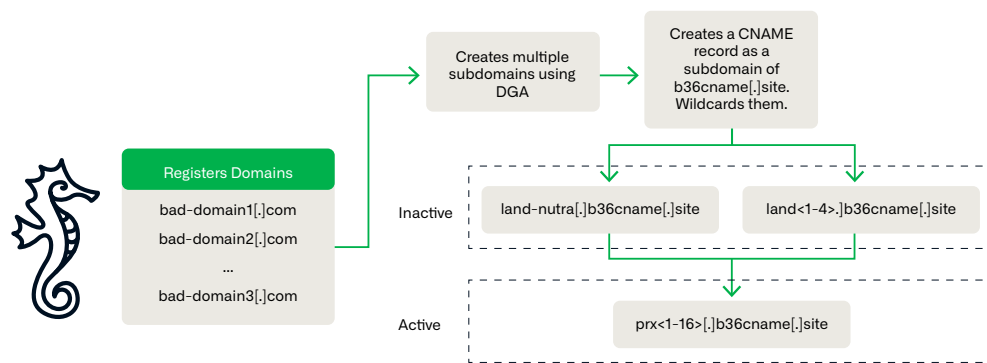 Creates multiple
subdomains using
DGA
Creates a CNAME
record as a
subdomain of
b36cname[.]site.
Wildcards them.
Registers Domains
bad-domain1[.]com
bad-domain2[.]com
...
bad-domain3[.]com
Inactive
land-nutra[.]b36cname[.]site
land<1-4>.]b36cname[.]site
Active
prx<1-16>[.]b36cname[.]site